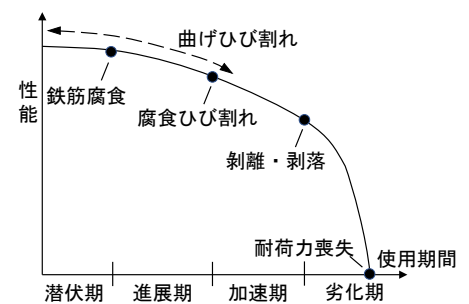 曲げひび割れ
性能
鉄筋腐食
腐食ひび割れ
剝離・剥落
耐荷力喪失
使用期間
潜伏期
進展期
加速期
劣化期